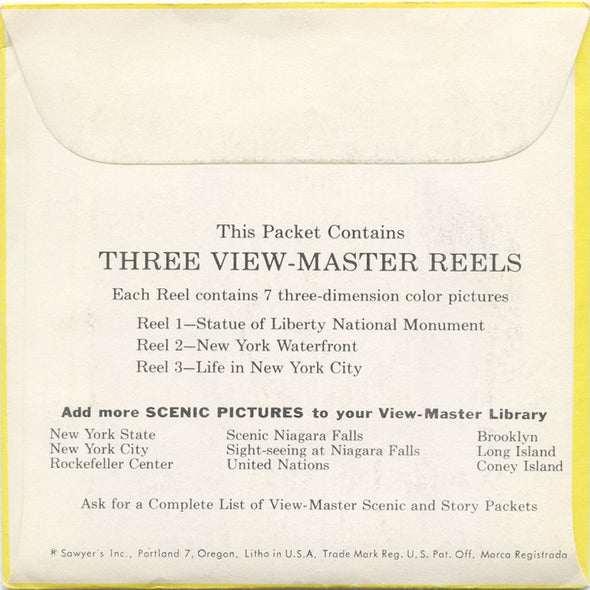 This Packet Contains
THREE VIEW-MASTER REELS
Each Reel contains 7 three-dimension color pictures
Reel 1—Statue of Liberty National Monument
Reel 2—New York Waterfront
Reel 3—Life in New York City
Add more SCENIC PICTURES to your View-Master Library
New York State Scenic Niagara Falls Brooklyn
New York City Sight-seeing at Niagara Falls Long Island
Rockefeller Center United Nations Coney Island
Ask for a Complete List of View-Master Scenic and Story Packets
® Sawyer's Inc., Portland 7, Oregon. Litho in U.S.A. Trade Mark Reg. U. S. Pat. Off. Marca Registrada